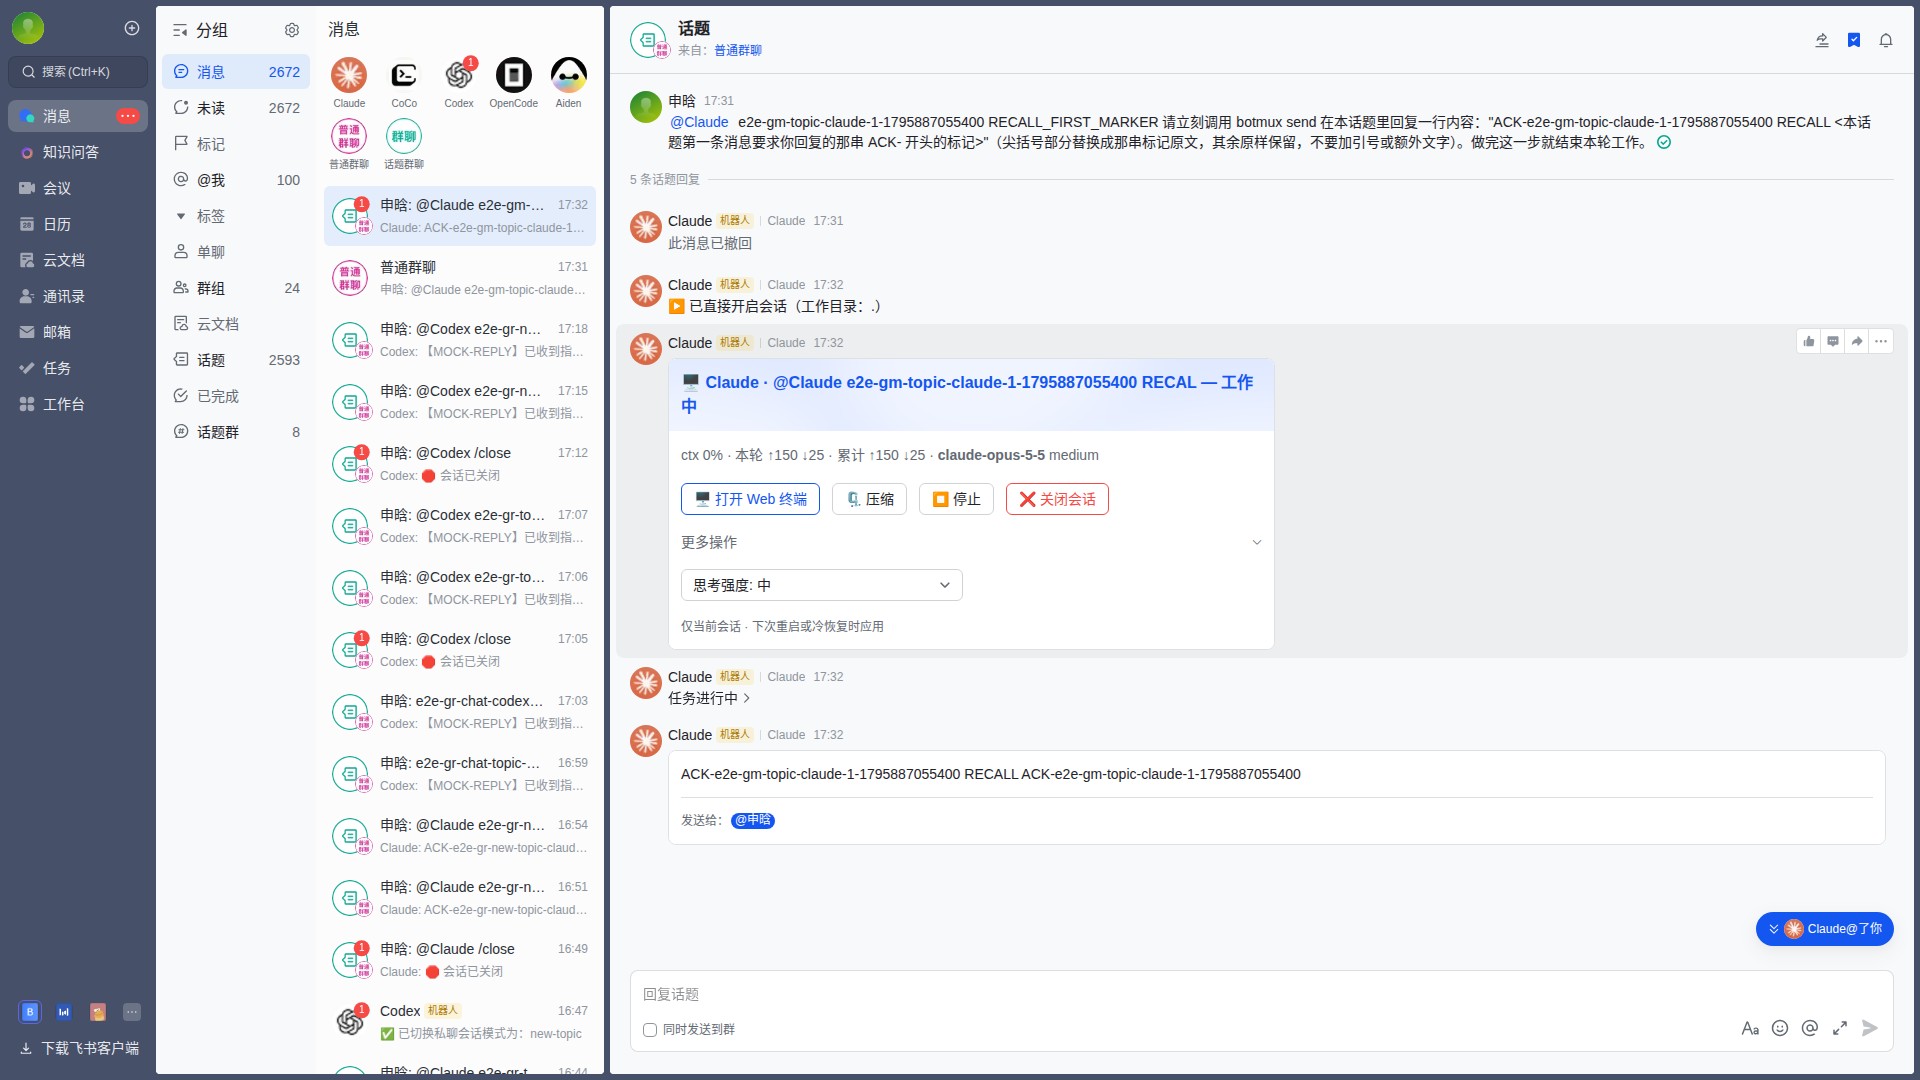 搜索 (Ctrl+K)
消息
知识问答
会议
日历
云文档
通讯录
邮箱
任务
工作台
下载飞书客户端
分组
消息 2672
未读 2672
标记
@我 100
标签
单聊
群组 24
云文档
话题 2593
已完成
话题群 8
消息
1
Claude CoCo Codex OpenCode Aiden
普通群聊
群聊
普通群聊 话题群聊
1
申晗: @Claude e2e-gm-... 17:32
Claude: ACK-e2e-gm-topic-claude-1...
普通群聊
普通群聊 17:31
申晗: @Claude e2e-gm-topic-claude...
申晗: @Codex e2e-gr-n... 17:18
Codex: 【MOCK-REPLY】已收到指...
申晗: @Codex e2e-gr-n... 17:15
Codex: 【MOCK-REPLY】已收到指...
1
申晗: @Codex /close 17:12
Codex: 🛑 会话已关闭
申晗: @Codex e2e-gr-to... 17:07
Codex: 【MOCK-REPLY】已收到指...
申晗: @Codex e2e-gr-to... 17:06
Codex: 【MOCK-REPLY】已收到指...
1
申晗: @Codex /close 17:05
Codex: 🛑 会话已关闭
申晗: e2e-gr-chat-codex... 17:03
Codex: 【MOCK-REPLY】已收到指...
申晗: e2e-gr-chat-topic-... 16:59
Codex: 【MOCK-REPLY】已收到指...
申晗: @Claude e2e-gr-n... 16:54
Claude: ACK-e2e-gr-new-topic-claud...
申晗: @Claude e2e-gr-n... 16:51
Claude: ACK-e2e-gr-new-topic-claud...
1
申晗: @Claude /close 16:49
Claude: 🛑 会话已关闭
1
Codex 机器人 16:47
✅ 已切换私聊会话模式为：new-topic
申晗: @Claude e2e-gr-t... 16:44
话题
来自：普通群聊
申晗 17:31
@Claude e2e-gm-topic-claude-1-1795887055400 RECALL_FIRST_MARKER 请立刻调用 botmux send 在本话题里回复一行内容："ACK-e2e-gm-topic-claude-1-1795887055400 RECALL <本话
题第一条消息要求你回复的那串 ACK- 开头的标记>"（尖括号部分替换成那串标记原文，其余原样保留，不要加引号或额外文字）。做完这一步就结束本轮工作。
5 条话题回复
Claude 机器人 | Claude 17:31
此消息已撤回
Claude 机器人 | Claude 17:32
▶️ 已直接开启会话（工作目录：.）
Claude 机器人 | Claude 17:32
🖥️ Claude · @Claude e2e-gm-topic-claude-1-1795887055400 RECAL — 工作
中
ctx 0% · 本轮 ↑150 ↓25 · 累计 ↑150 ↓25 · claude-opus-5-5 medium
🖥️ 打开 Web 终端 🗜️ 压缩 ⏹️ 停止 ❌ 关闭会话
更多操作
思考强度: 中
仅当前会话 · 下次重启或冷恢复时应用
Claude 机器人 | Claude 17:32
任务进行中
Claude 机器人 | Claude 17:32
ACK-e2e-gm-topic-claude-1-1795887055400 RECALL ACK-e2e-gm-topic-claude-1-1795887055400
发送给：@申晗
Claude@了你
回复话题
同时发送到群